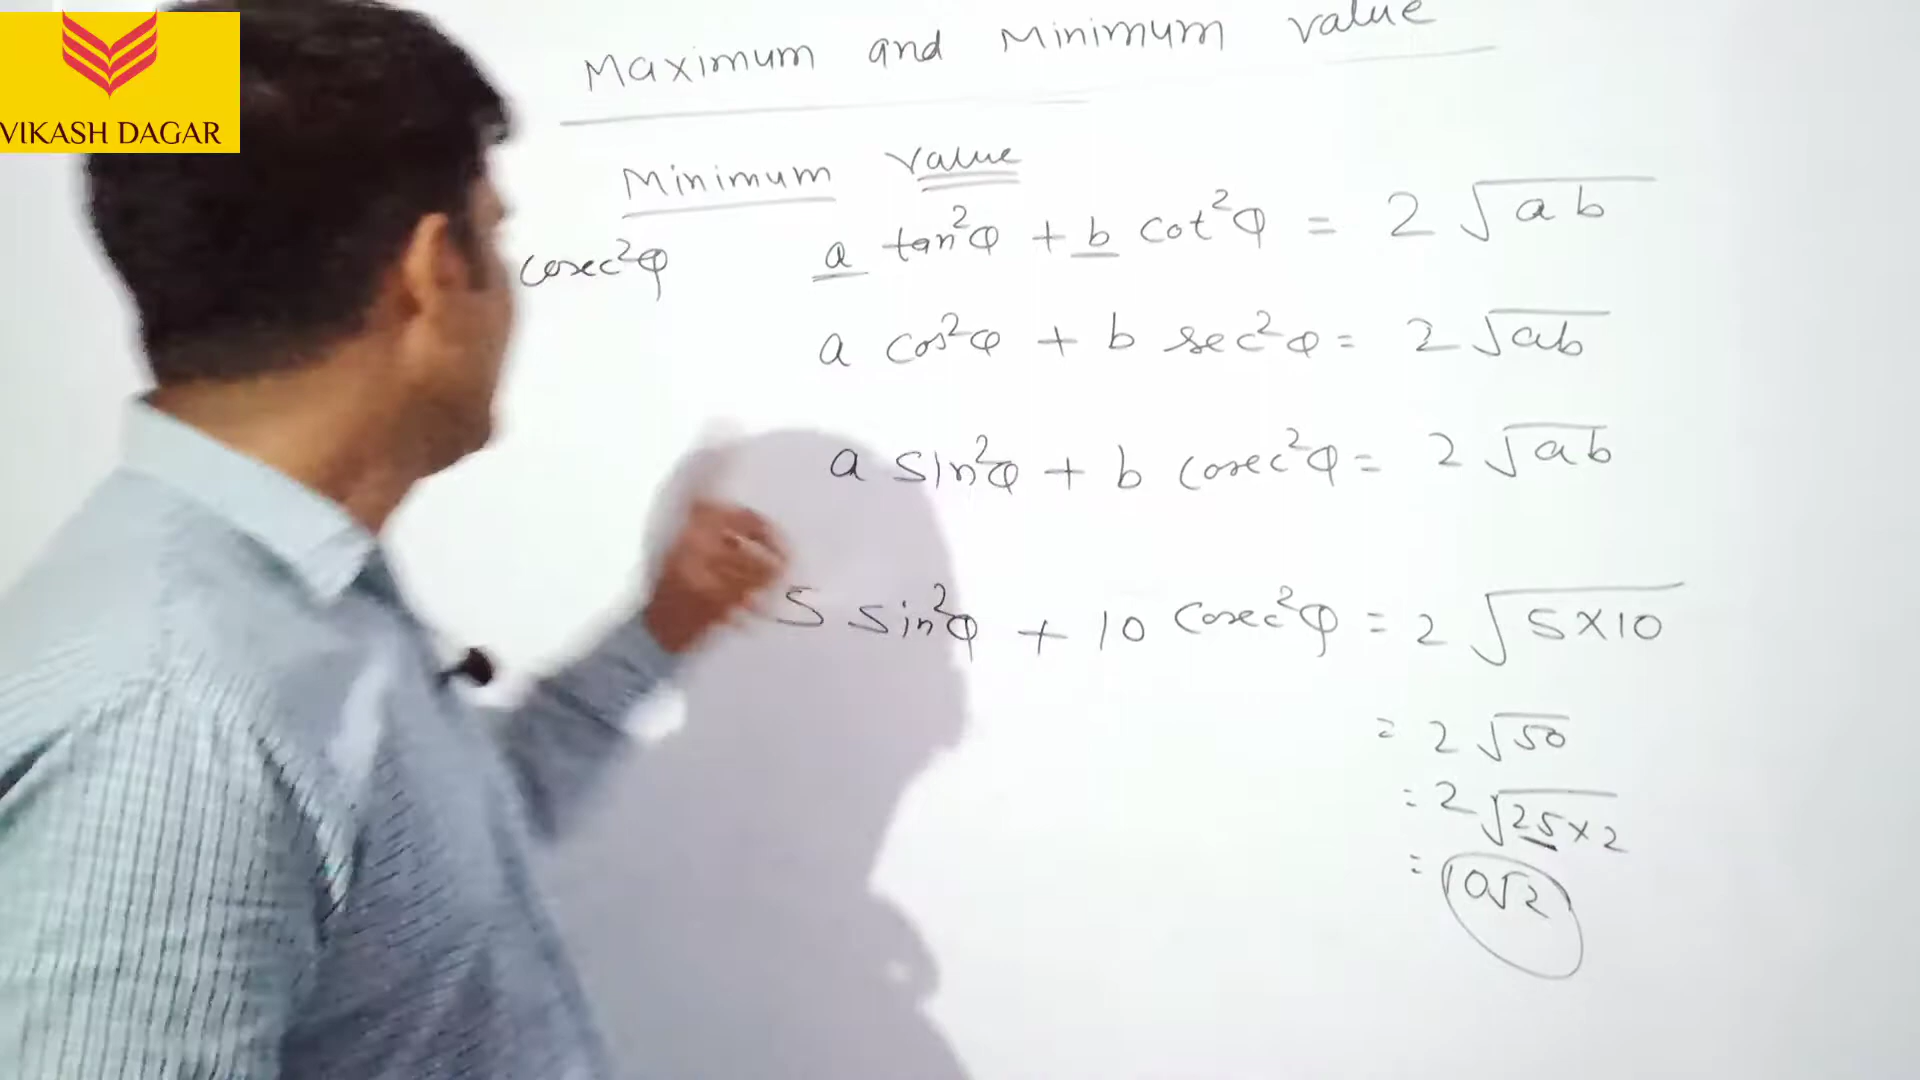 VIKASH DAGAR
Maximum and Minimum value
Minimum value
cosec²φ
a tan²φ + b cot²φ = 2 √ab
a cos²φ + b sec²φ = 2 √ab
a sin²φ + b cosec²φ = 2 √ab
5 sin²φ + 10 cosec²φ = 2 √5×10
= 2 √50
= 2 √25×2
= 10√2